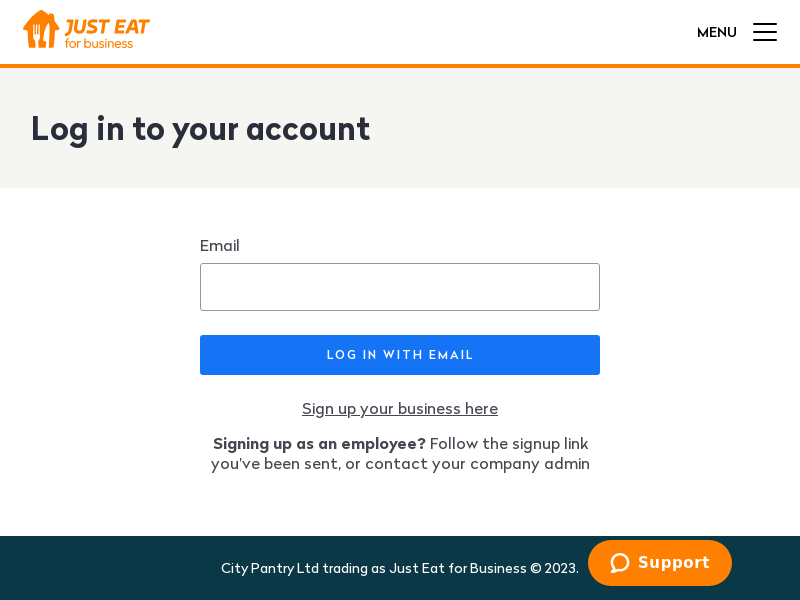 JUST EAT
for business
MENU
Log in to your account
Email
LOG IN WITH EMAIL
Sign up your business here
Signing up as an employee? Follow the signup link
you've been sent, or contact your company admin
City Pantry Ltd trading as Just Eat for Business © 2023.
Support